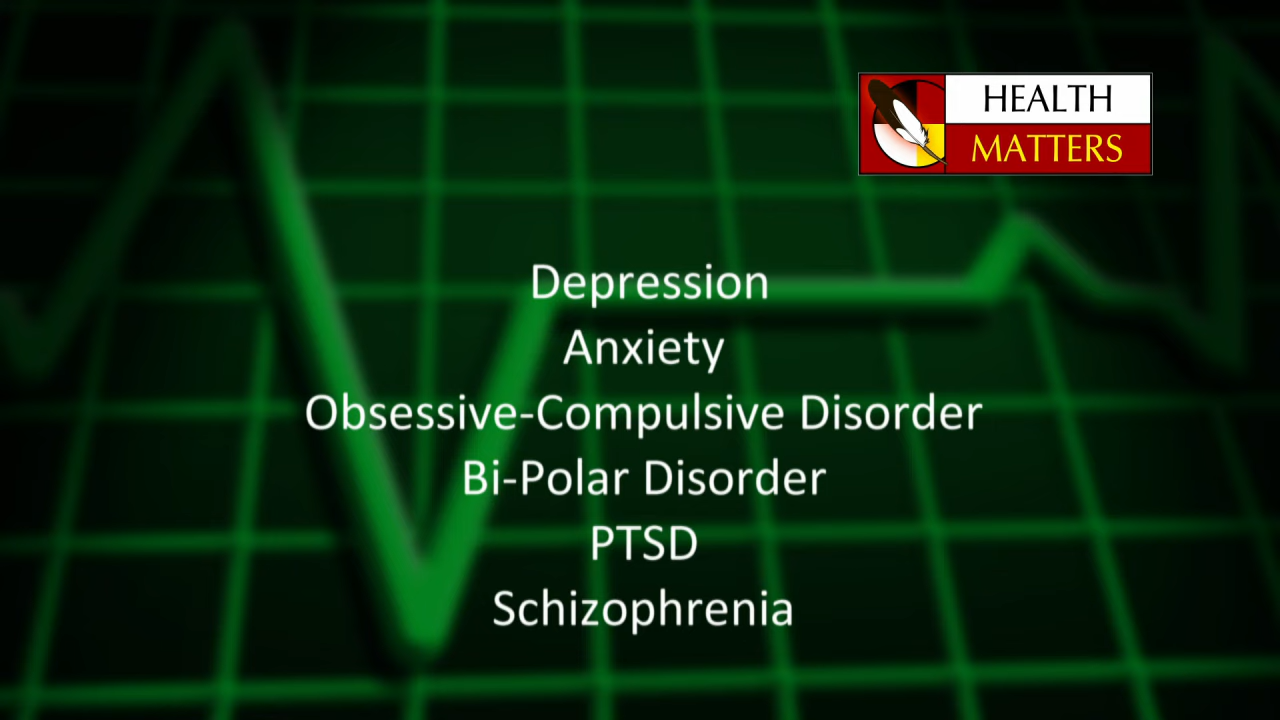 HEALTH
MATTERS
Depression
Anxiety
Obsessive-Compulsive Disorder
Bi-Polar Disorder
PTSD
Schizophrenia